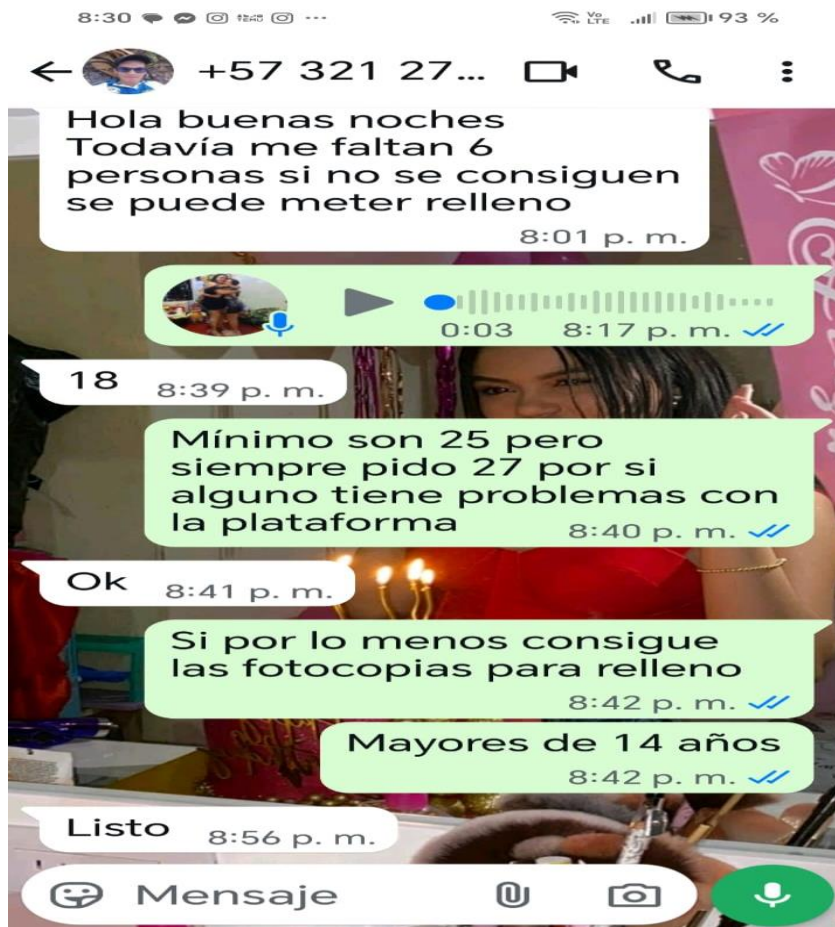 8:30
Vo
LTE
93 %
+57 321 27...
Hola buenas noches
Todavía me faltan 6
personas si no se consiguen
se puede meter relleno
8:01 p. m.
0:03 8:17 p. m.
18 8:39 p. m.
Mínimo son 25 pero
siempre pido 27 por si
alguno tiene problemas con
la plataforma 8:40 p. m.
Ok 8:41 p. m.
Si por lo menos consigue
las fotocopias para relleno
8:42 p. m.
Mayores de 14 años
8:42 p. m.
Listo 8:56 p. m.
Mensaje